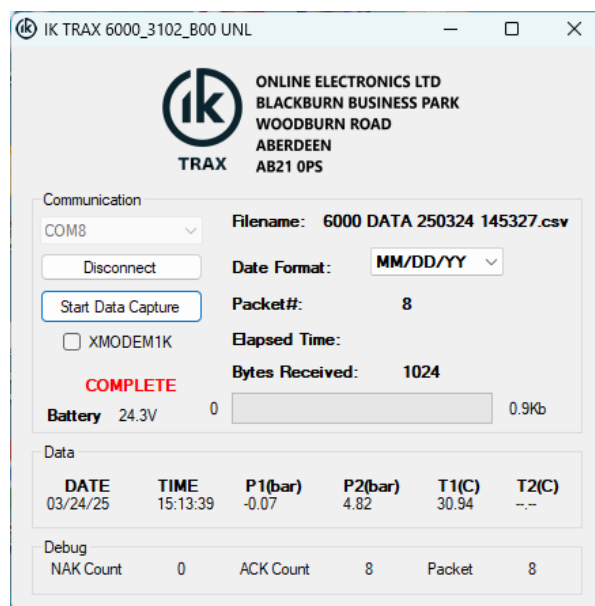 ik IK TRAX 6000_3102_B00 UNL
ik
TRAX
ONLINE ELECTRONICS LTD
BLACKBURN BUSINESS PARK
WOODBURN ROAD
ABERDEEN
AB21 0PS
Communication
COM8
Disconnect
Start Data Capture
XMODEM1K
COMPLETE
Battery 24.3V
Filename: 6000 DATA 250324 145327.csv
Date Format: MM/DD/YY
Packet#: 8
Elapsed Time:
Bytes Received: 1024
0 0.9Kb
Data
DATE TIME P1(bar) P2(bar) T1(C) T2(C)
03/24/25 15:13:39 -0.07 4.82 30.94 --.--
Debug
NAK Count 0 ACK Count 8 Packet 8